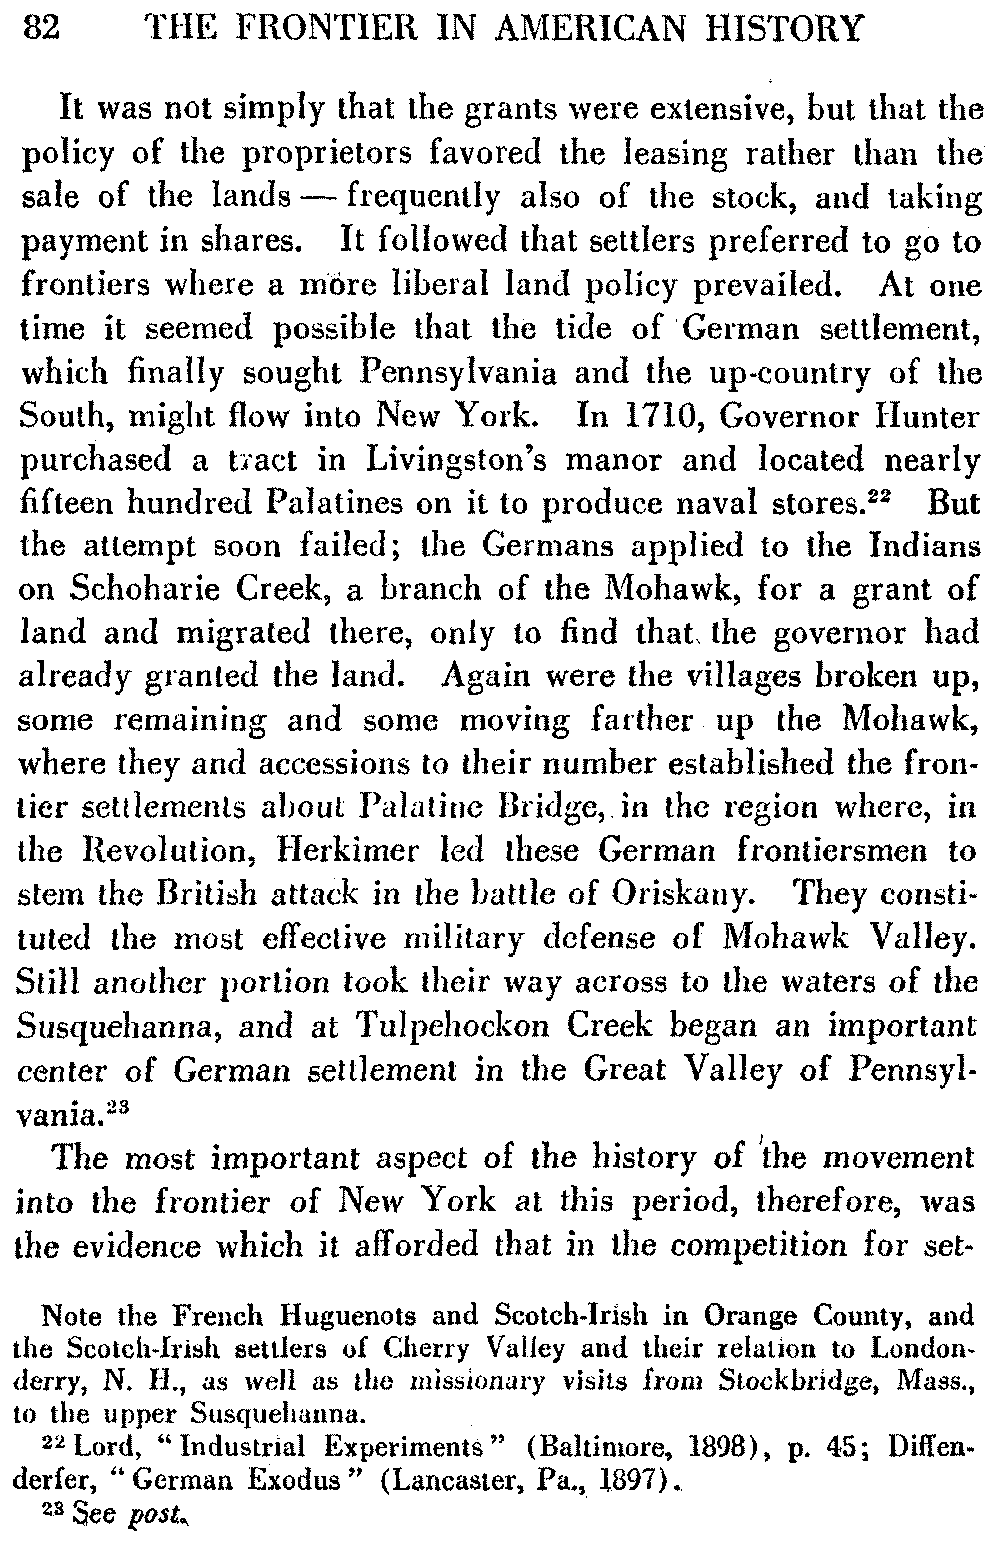 82 THE FRONTIER IN AMERICAN HISTORY
It was not simply that the grants were extensive, but that the
policy of the proprietors favored the leasing rather than the
sale of the lands — frequently also of the stock, and taking
payment in shares. It followed that settlers preferred to go to
frontiers where a more liberal land policy prevailed. At one
time it seemed possible that the tide of German settlement,
which finally sought Pennsylvania and the up-country of the
South, might flow into New York. In 1710, Governor Hunter
purchased a tract in Livingston's manor and located nearly
fifteen hundred Palatines on it to produce naval stores.²² But
the attempt soon failed; the Germans applied to the Indians
on Schoharie Creek, a branch of the Mohawk, for a grant of
land and migrated there, only to find that the governor had
already granted the land. Again were the villages broken up,
some remaining and some moving farther up the Mohawk,
where they and accessions to their number established the fron-
tier settlements about Palatine Bridge, in the region where, in
the Revolution, Herkimer led these German frontiersmen to
stem the British attack in the battle of Oriskany. They consti-
tuted the most effective military defense of Mohawk Valley.
Still another portion took their way across to the waters of the
Susquehanna, and at Tulpehockon Creek began an important
center of German settlement in the Great Valley of Pennsyl-
vania.²³
The most important aspect of the history of the movement
into the frontier of New York at this period, therefore, was
the evidence which it afforded that in the competition for set-
Note the French Huguenots and Scotch-Irish in Orange County, and
the Scotch-Irish settlers of Cherry Valley and their relation to London-
derry, N. H., as well as the missionary visits from Stockbridge, Mass.,
to the upper Susquehanna.
²² Lord, "Industrial Experiments" (Baltimore, 1898), p. 45; Diffen-
derfer, "German Exodus" (Lancaster, Pa., 1897).
²³ See post.